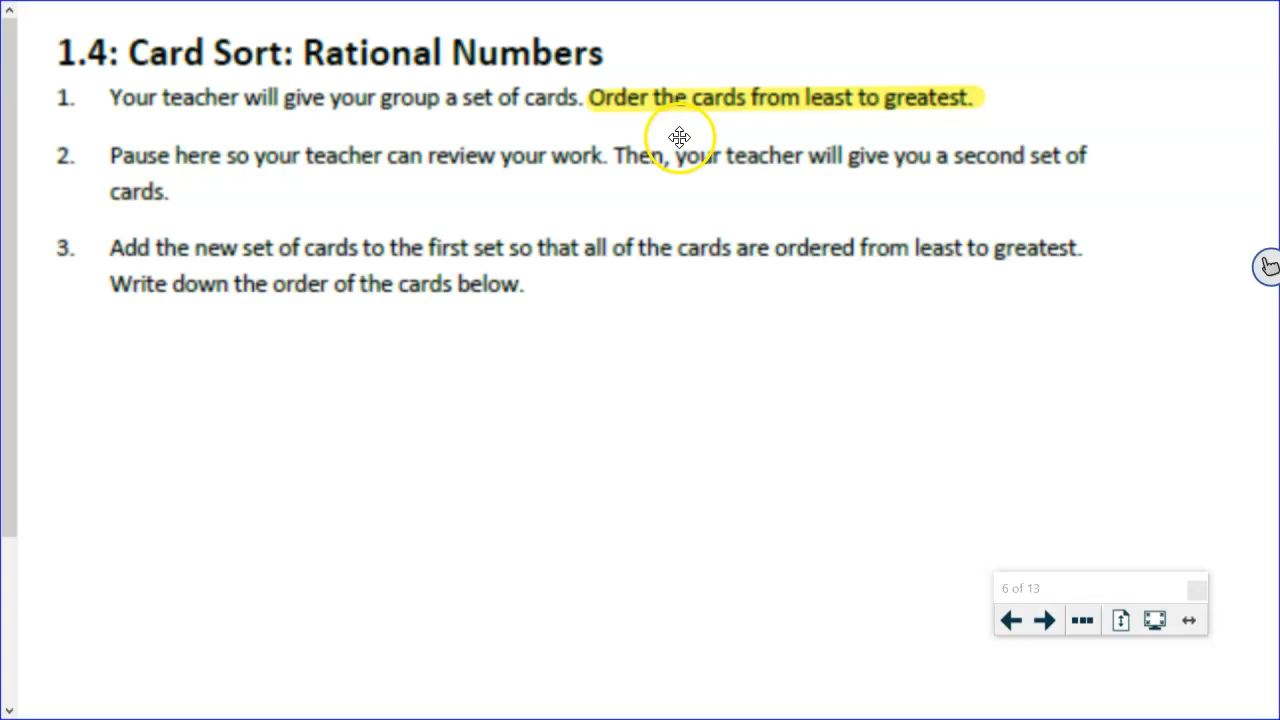 1.4: Card Sort: Rational Numbers
1. Your teacher will give your group a set of cards. Order the cards from least to greatest.
2. Pause here so your teacher can review your work. Then, your teacher will give you a second set of
cards.
3. Add the new set of cards to the first set so that all of the cards are ordered from least to greatest.
Write down the order of the cards below.
6 of 13